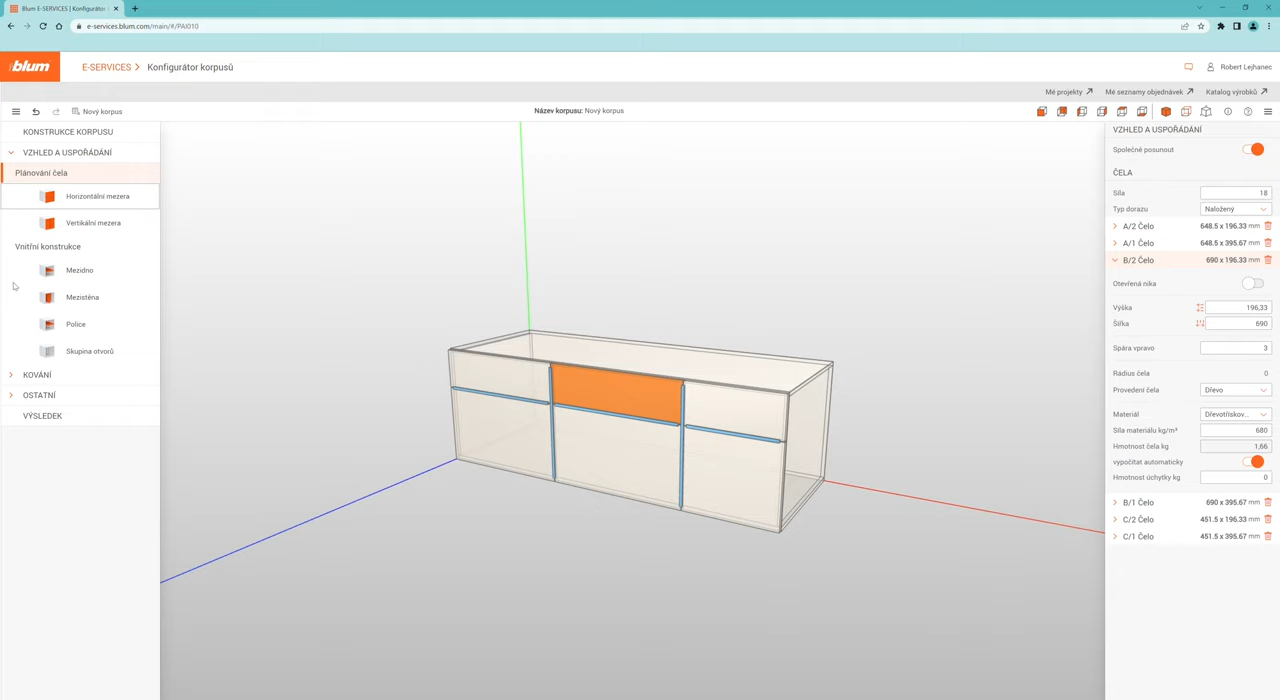 Blum E-SERVICES | Konfigurátor
e-services.blum.com/main/#/PAI010
blum
E-SERVICES
Konfigurátor korpusů
Robert Lejhanec
Mé projekty
Mé seznamy objednávek
Katalog výrobků
Nový korpus
Název korpusu: Nový korpus
KONSTRUKCE KORPUSU
VZHLED A USPOŘÁDÁNÍ
Plánování čela
Horizontální mezera
Vertikální mezera
Vnitřní konstrukce
Mezidno
Mezistěna
Police
Skupina otvorů
KOVÁNÍ
OSTATNÍ
VÝSLEDEK
VZHLED A USPOŘÁDÁNÍ
Společné posunout
ČELA
Síla 18
Typ dorazu Naložený
A/2 Čelo 648.5 x 196.33 mm
A/1 Čelo 648.5 x 395.67 mm
B/2 Čelo 690 x 196.33 mm
Otevřená nika
Výška 196,33
Šířka 690
Spára vpravo 3
Rádius čela 0
Provedení čela Dřevo
Materiál Dřevotřískov...
Síla materiálu kg/m³ 680
Hmotnost čela kg 1,66
vypočítat automaticky
Hmotnost úchytky kg 0
B/1 Čelo 690 x 395.67 mm
C/2 Čelo 451.5 x 196.33 mm
C/1 Čelo 451.5 x 395.67 mm